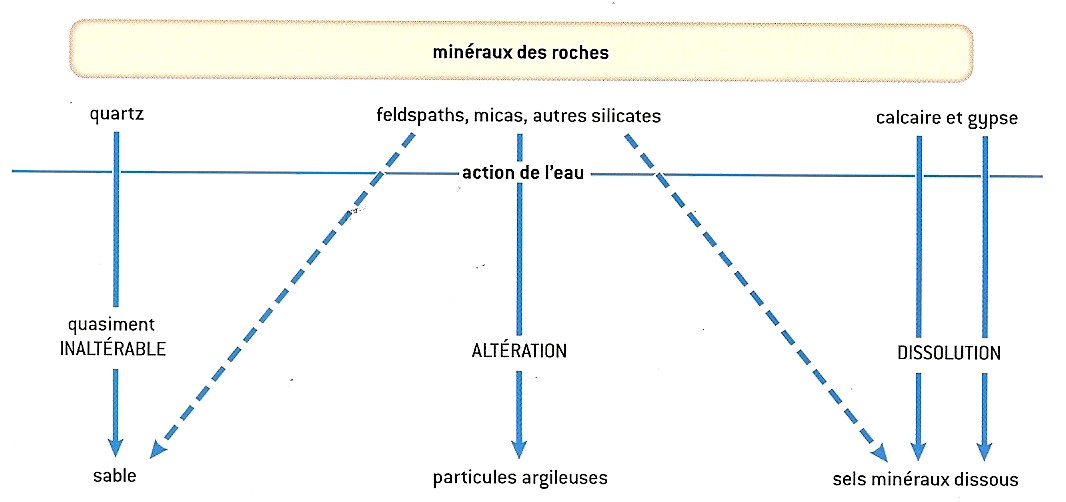 minéraux des roches
quartz
feldspaths, micas, autres silicates
calcaire et gypse
action de l'eau
quasiment
INALTÉRABLE
ALTÉRATION
DISSOLUTION
sable
particules argileuses
sels minéraux dissous